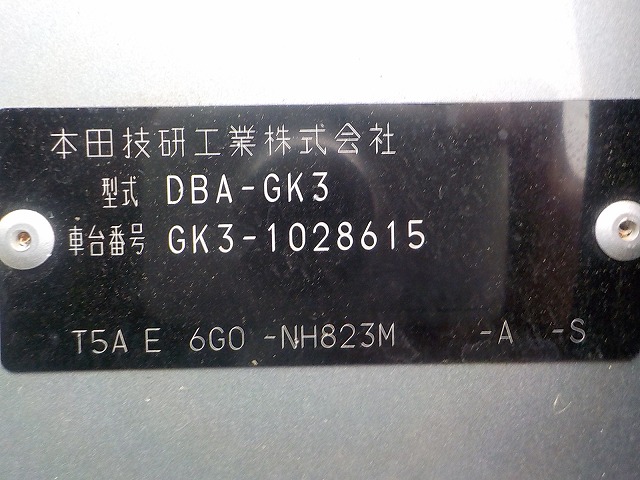 本田技研工業株式会社
型式 DBA-GK3
車台番号 GK3-1028615
T5A E 6G0 -NH823M -A -S